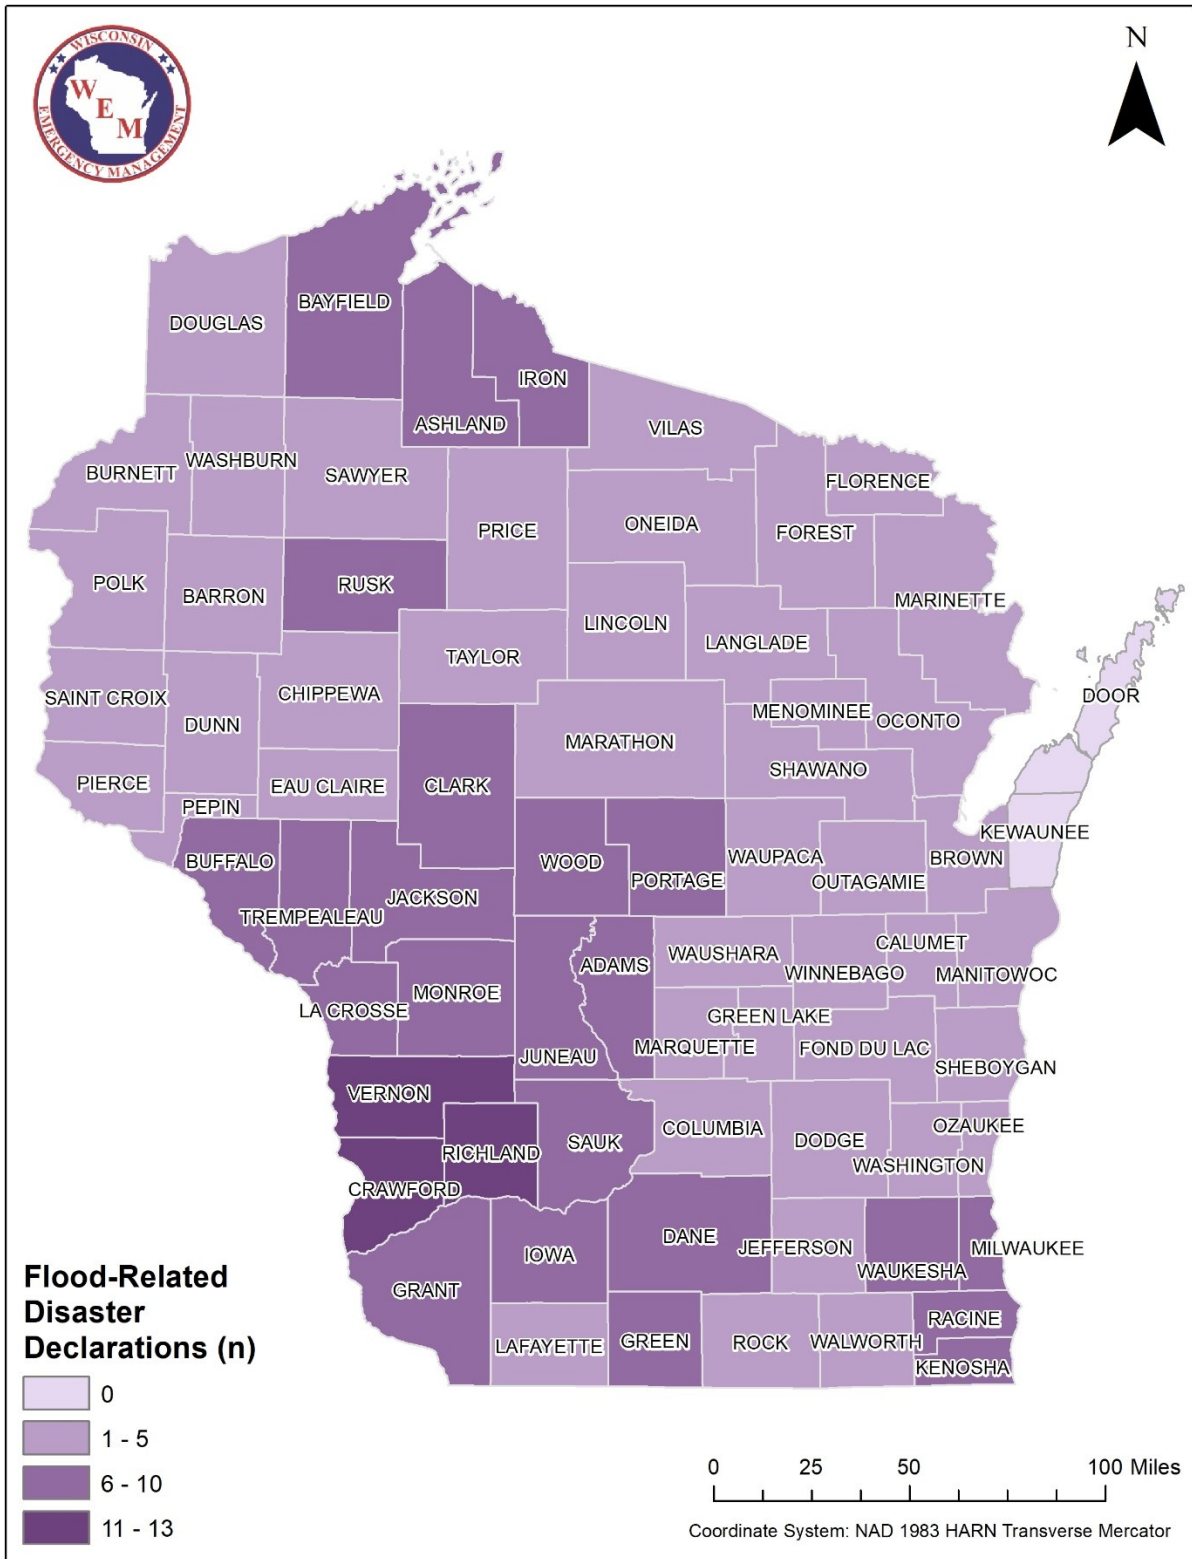 WISCONSIN
W
E
M
EMERGENCY MANAGEMENT
N
BAYFIELD
DOUGLAS
IRON
ASHLAND
VILAS
BURNETT
WASHBURN
SAWYER
FLORENCE
PRICE
ONEIDA
FOREST
POLK
BARRON
RUSK
MARINETTE
LINCOLN
LANGLADE
TAYLOR
SAINT CROIX
CHIPPEWA
DUNN
MENOMINEE
OCONTO
DOOR
MARATHON
SHAWANO
PIERCE
EAU CLAIRE
CLARK
PEPIN
KEWAUNEE
BUFFALO
WOOD
WAUPACA
BROWN
PORTAGE
OUTAGAMIE
JACKSON
TREMPEALEAU
ADAMS
WAUSHARA
CALUMET
WINNEBAGO
MANITOWOC
MONROE
LA CROSSE
GREEN LAKE
JUNEAU
MARQUETTE
FOND DU LAC
SHEBOYGAN
VERNON
COLUMBIA
OZAUKEE
RICHLAND
SAUK
DODGE
WASHINGTON
CRAWFORD
DANE
IOWA
JEFFERSON
MILWAUKEE
WAUKESHA
GRANT
RACINE
LAFAYETTE
GREEN
ROCK
WALWORTH
KENOSHA
Flood-Related
Disaster
Declarations (n)
0
1 - 5
6 - 10
11 - 13
0 25 50 100 Miles
Coordinate System: NAD 1983 HARN Transverse Mercator